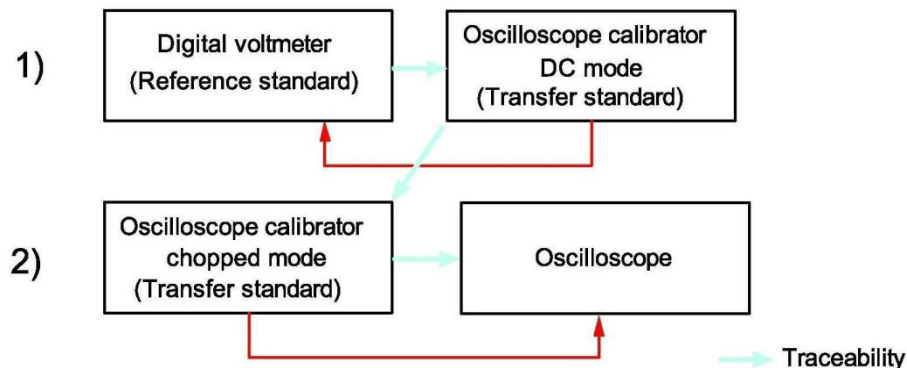 1)
Digital voltmeter
(Reference standard)
Oscilloscope calibrator
DC mode
(Transfer standard)
2)
Oscilloscope calibrator
chopped mode
(Transfer standard)
Oscilloscope
Traceability